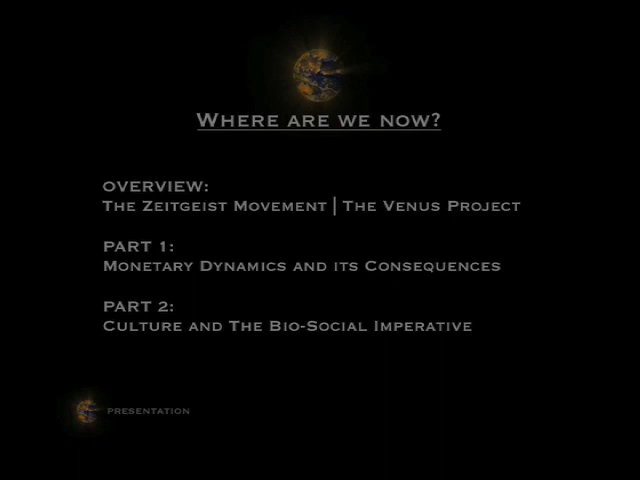 WHERE ARE WE NOW?
OVERVIEW:
THE ZEITGEIST MOVEMENT | THE VENUS PROJECT
PART 1:
MONETARY DYNAMICS AND ITS CONSEQUENCES
PART 2:
CULTURE AND THE BIO-SOCIAL IMPERATIVE
PRESENTATION